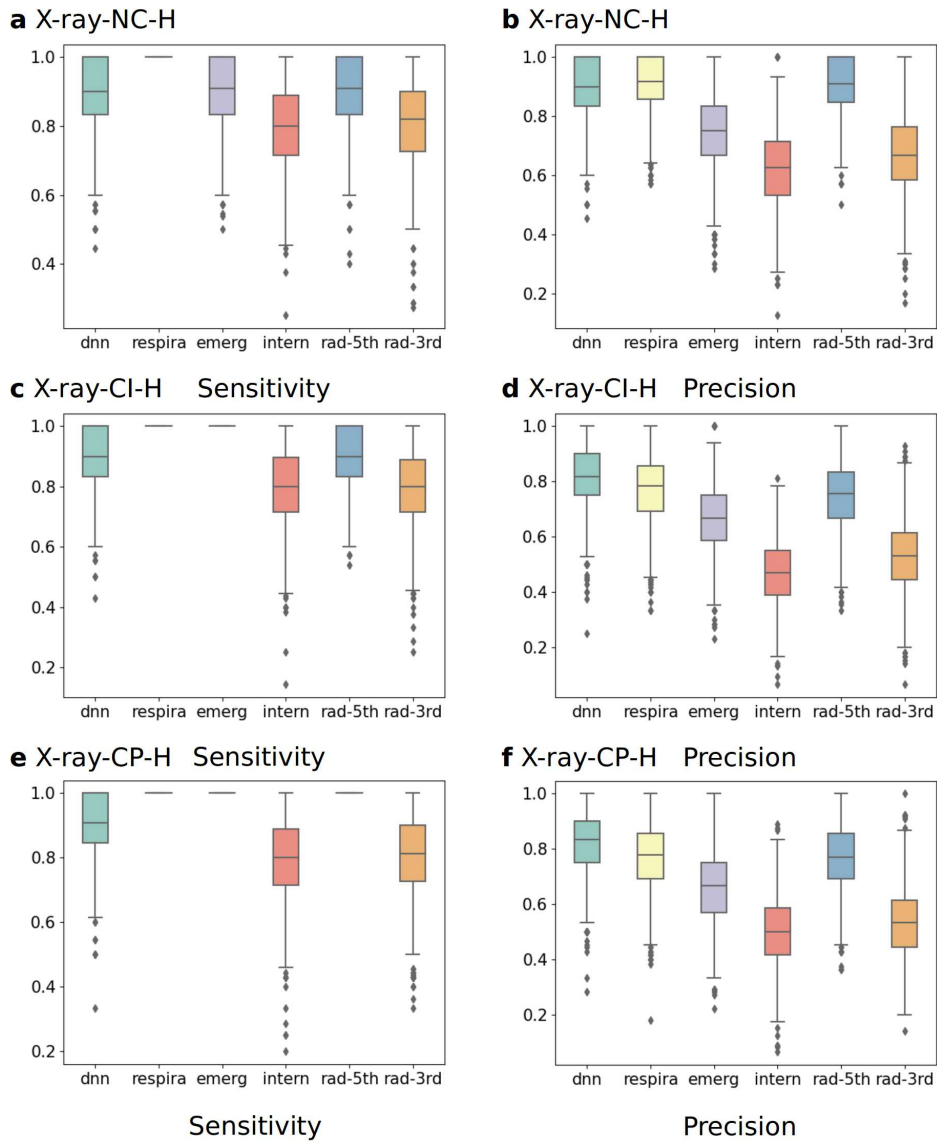 a X-ray-NC-H
b X-ray-NC-H
1.0
0.8
0.6
0.4
dnn respira emerg intern rad-5th rad-3rd
1.0
0.8
0.6
0.4
0.2
dnn respira emerg intern rad-5th rad-3rd
c X-ray-CI-H Sensitivity
d X-ray-CI-H Precision
1.0
0.8
0.6
0.4
0.2
dnn respira emerg intern rad-5th rad-3rd
1.0
0.8
0.6
0.4
0.2
dnn respira emerg intern rad-5th rad-3rd
e X-ray-CP-H Sensitivity
f X-ray-CP-H Precision
1.0
0.8
0.6
0.4
0.2
dnn respira emerg intern rad-5th rad-3rd
1.0
0.8
0.6
0.4
0.2
dnn respira emerg intern rad-5th rad-3rd
Sensitivity
Precision